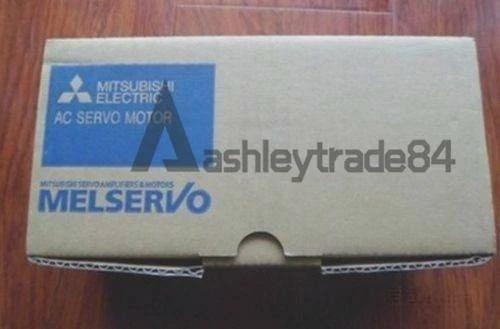 MITSUBISHI
ELECTRIC
AC SERVO MOTOR
ashleytrade84
MITSUBISHI SERVO AMPLIFIERS & MOTORS
MELSERVO